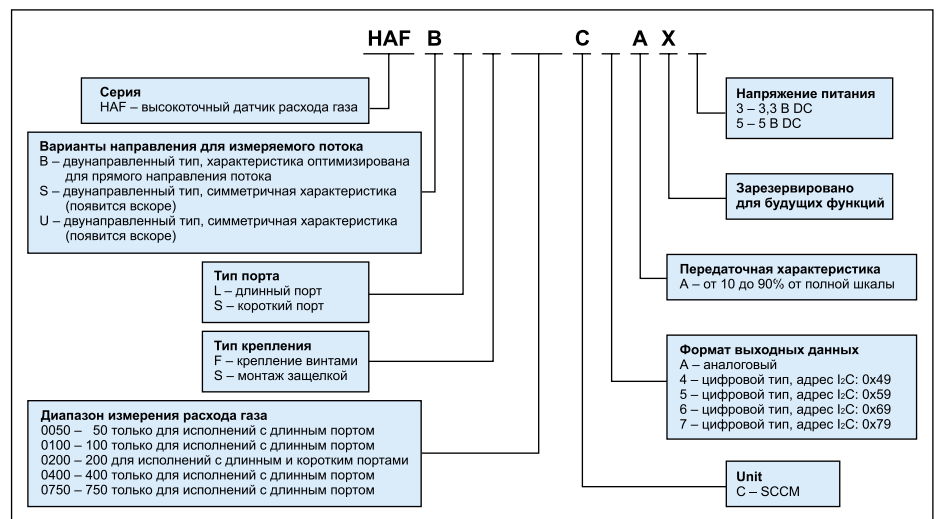 HAF B C A X
Серия
HAF – высокоточный датчик расхода газа
Варианты направления для измеряемого потока
B – двунаправленный тип, характеристика оптимизирована
для прямого направления потока
S – двунаправленный тип, симметричная характеристика
(появится вскоре)
U – двунаправленный тип, симметричная характеристика
(появится вскоре)
Тип порта
L – длинный порт
S – короткий порт
Тип крепления
F – крепление винтами
S – монтаж защелкой
Диапазон измерения расхода газа
0050 – 50 только для исполнений с длинным портом
0100 – 100 только для исполнений с длинным портом
0200 – 200 для исполнений с длинным и коротким портами
0400 – 400 только для исполнений с длинным портом
0750 – 750 только для исполнений с длинным портом
Напряжение питания
3 – 3,3 В DC
5 – 5 В DC
Зарезервировано
для будущих функций
Передаточная характеристика
A – от 10 до 90% от полной шкалы
Формат выходных данных
A – аналоговый
4 – цифровой тип, адрес I2C: 0x49
5 – цифровой тип, адрес I2C: 0x59
6 – цифровой тип, адрес I2C: 0x69
7 – цифровой тип, адрес I2C: 0x79
Unit
C – SCCM